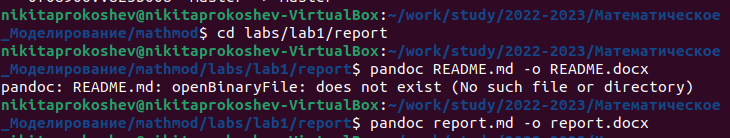 nikitaprokoshev@nikitaprokoshev-VirtualBox:~/work/study/2022-2023/Математическое
_Моделирование/mathmod$ cd labs/lab1/report
nikitaprokoshev@nikitaprokoshev-VirtualBox:~/work/study/2022-2023/Математическое
_Моделирование/mathmod/labs/lab1/report$ pandoc README.md -o README.docx
pandoc: README.md: openBinaryFile: does not exist (No such file or directory)
nikitaprokoshev@nikitaprokoshev-VirtualBox:~/work/study/2022-2023/Математическое
_Моделирование/mathmod/labs/lab1/report$ pandoc report.md -o report.docx